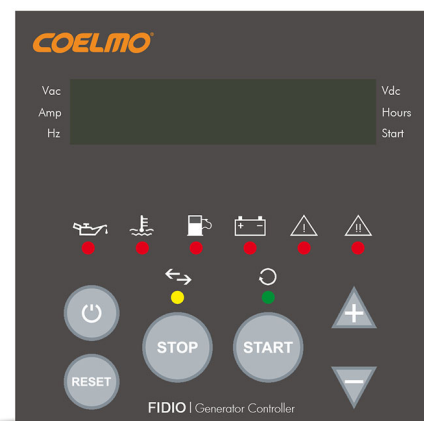 COELMO
Vac
Vdc
Amp
Hours
Hz
Start
+ -
!
!!
STOP
START
+
RESET
-
FIDIO | Generator Controller